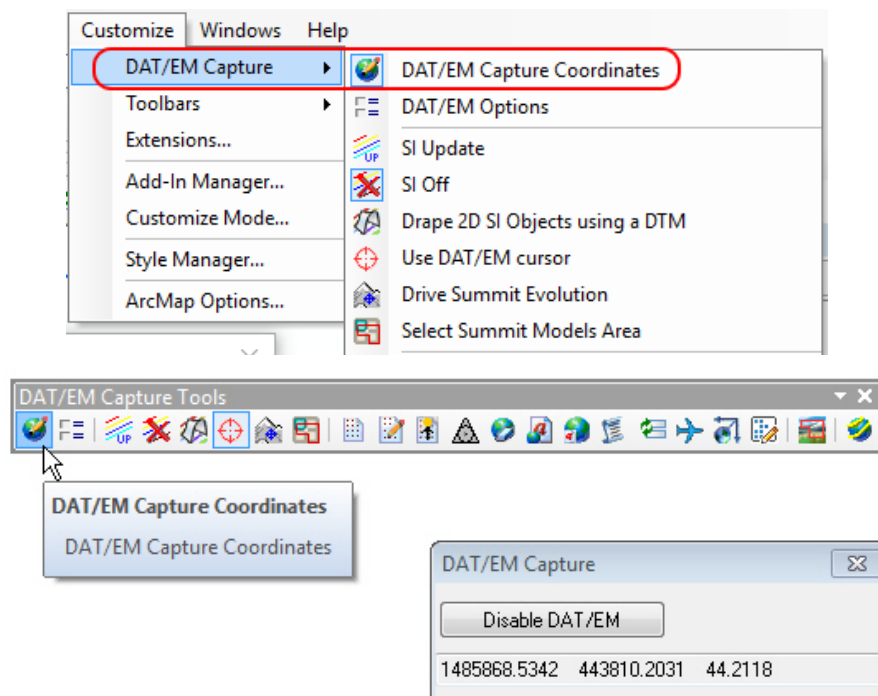 Customize Windows Help
DAT/EM Capture DAT/EM Capture Coordinates
Toolbars DAT/EM Options
Extensions... SI Update
Add-In Manager... SI Off
Customize Mode... Drape 2D SI Objects using a DTM
Style Manager... Use DAT/EM cursor
ArcMap Options... Drive Summit Evolution
Select Summit Models Area
DAT/EM Capture Tools
DAT/EM Capture Coordinates
DAT/EM Capture Coordinates
DAT/EM Capture
Disable DAT/EM
1485868.5342 443810.2031 44.2118